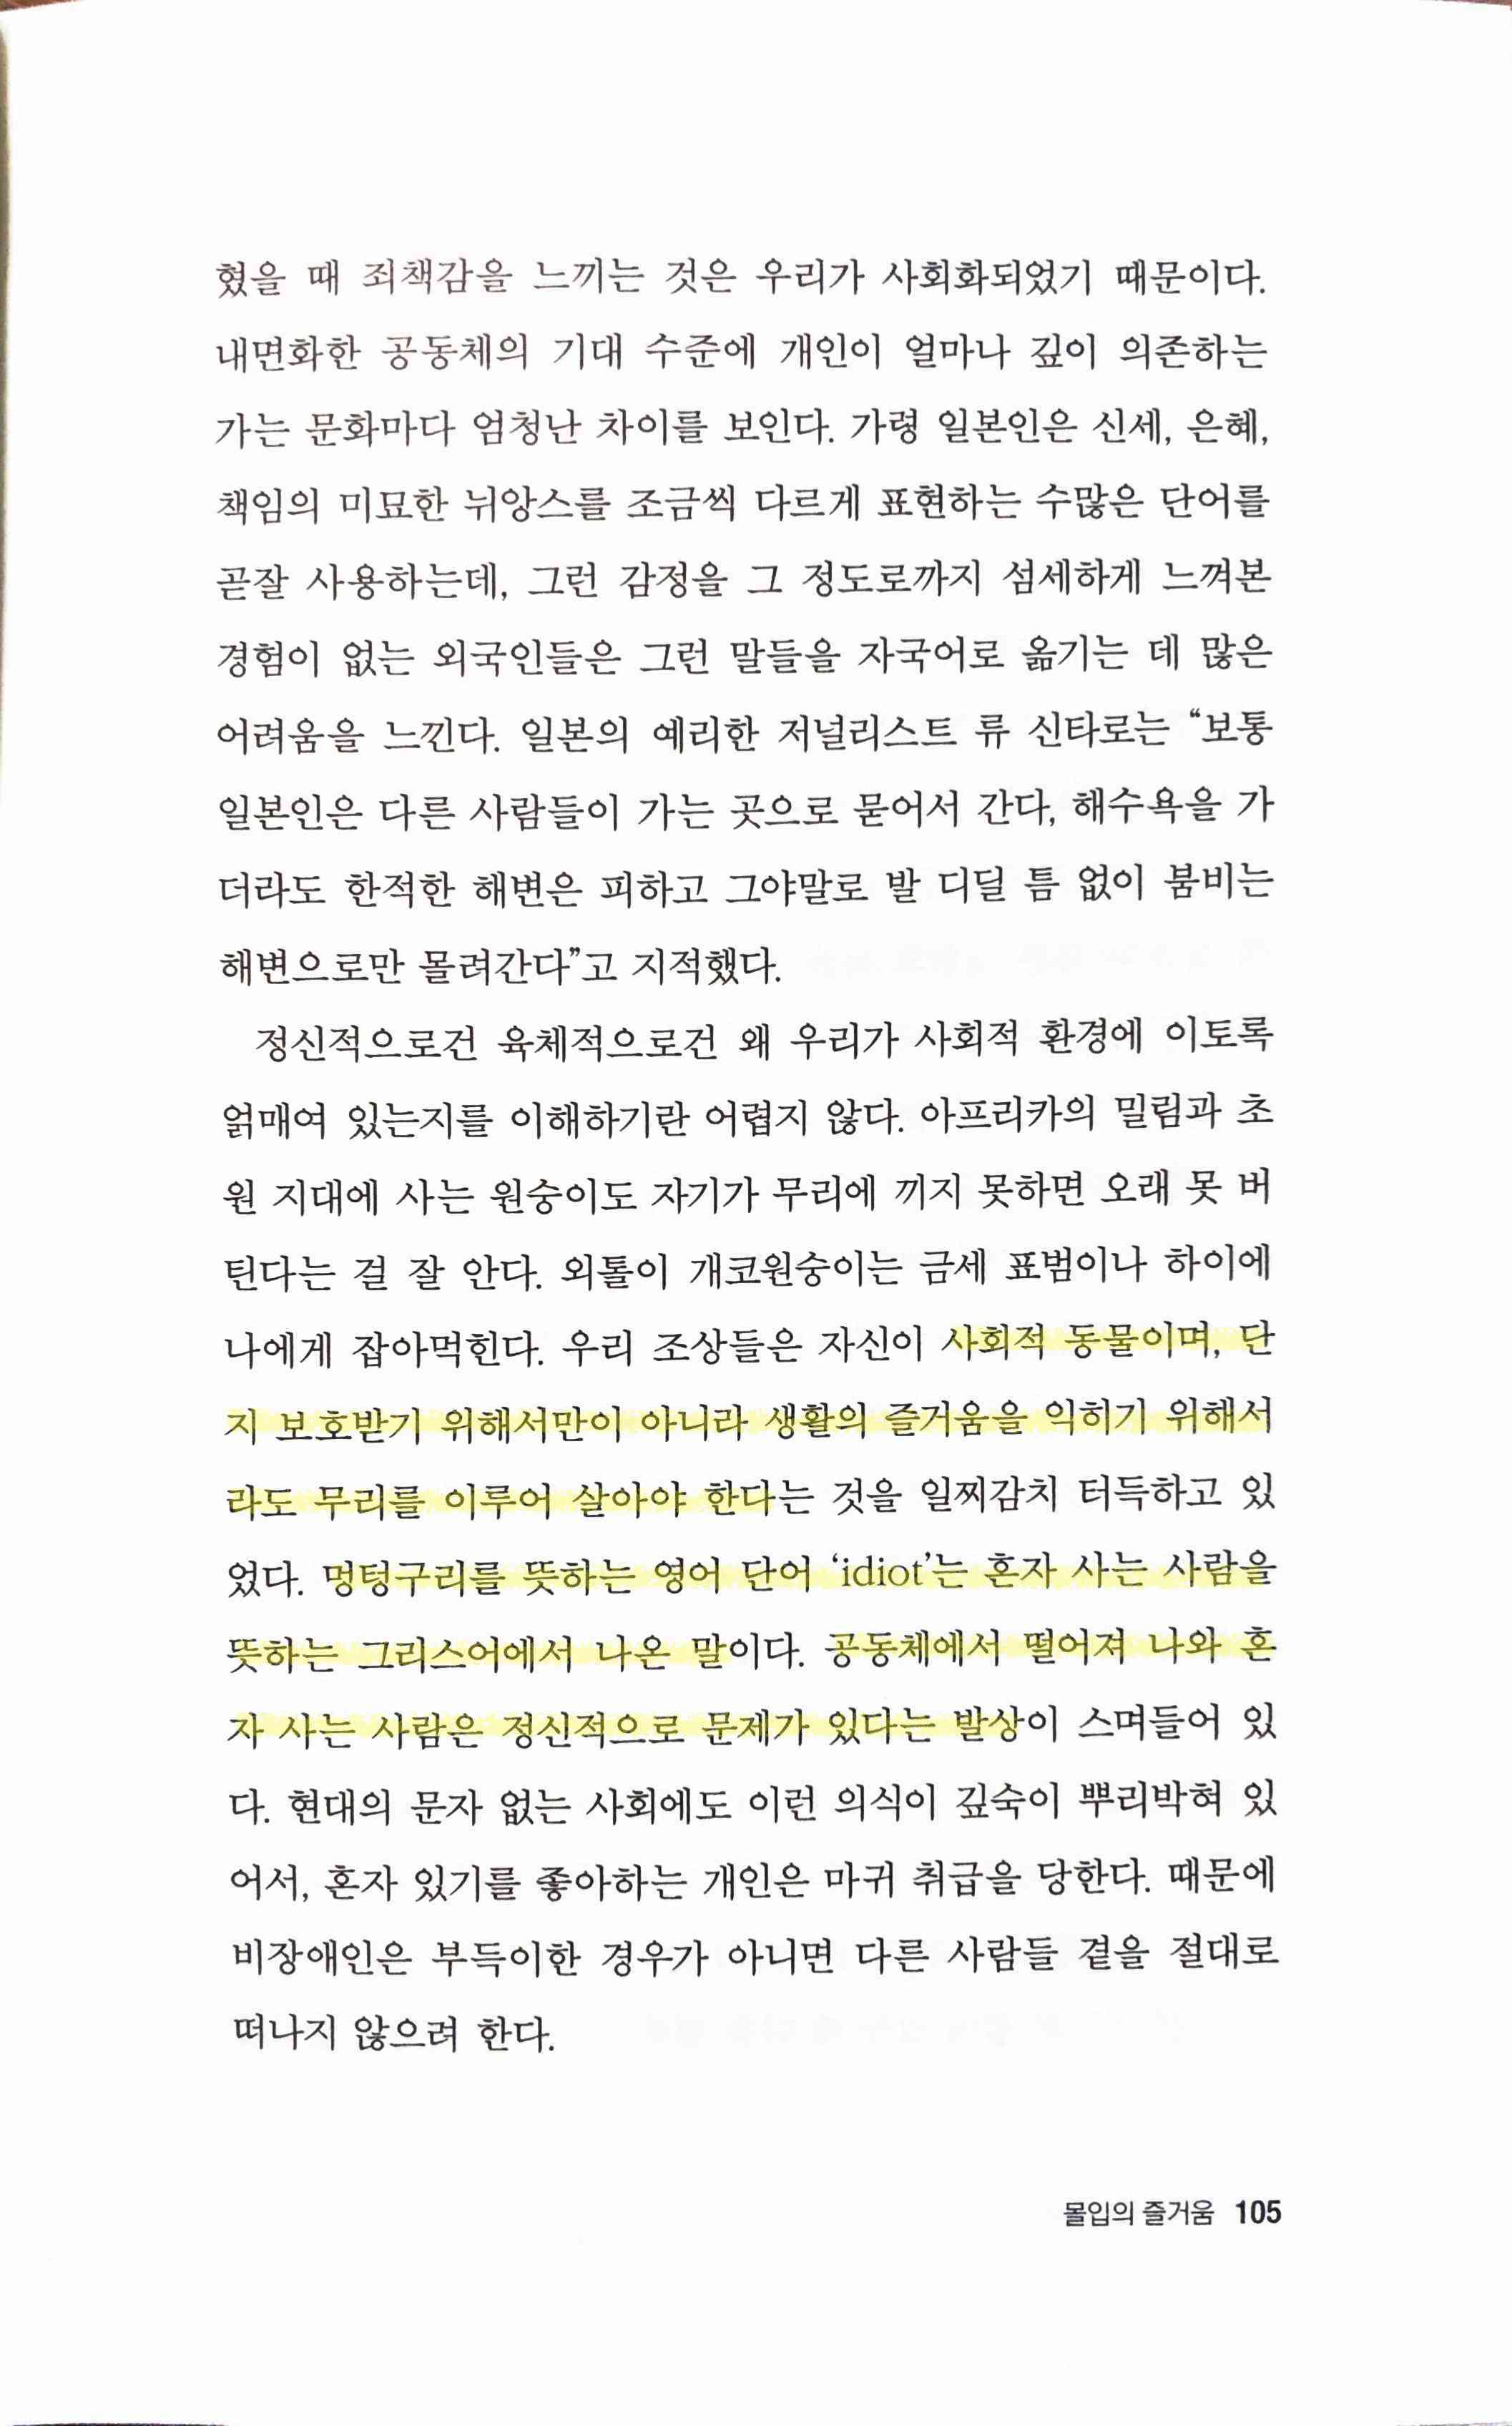 혔을 때 죄책감을 느끼는 것은 우리가 사회화되었기 때문이다.
내면화한 공동체의 기대 수준에 개인이 얼마나 깊이 의존하는
가는 문화마다 엄청난 차이를 보인다. 가령 일본인은 신세, 은혜,
책임의 미묘한 뉘앙스를 조금씩 다르게 표현하는 수많은 단어를
곧잘 사용하는데, 그런 감정을 그 정도로까지 섬세하게 느껴본
경험이 없는 외국인들은 그런 말들을 자국어로 옮기는 데 많은
어려움을 느낀다. 일본의 예리한 저널리스트 류 신타로는 “보통
일본인은 다른 사람들이 가는 곳으로 묻어서 간다, 해수욕을 가
더라도 한적한 해변은 피하고 그야말로 발 디딜 틈 없이 붐비는
해변으로만 몰려간다”고 지적했다.
정신적으로건 육체적으로건 왜 우리가 사회적 환경에 이토록
얽매여 있는지를 이해하기란 어렵지 않다. 아프리카의 밀림과 초
원 지대에 사는 원숭이도 자기가 무리에 끼지 못하면 오래 못 버
틴다는 걸 잘 안다. 외톨이 개코원숭이는 금세 표범이나 하이에
나에게 잡아먹힌다. 우리 조상들은 자신이 사회적 동물이며, 단
지 보호받기 위해서만이 아니라 생활의 즐거움을 익히기 위해서
라도 무리를 이루어 살아야 한다는 것을 일찌감치 터득하고 있
었다. 멍텅구리를 뜻하는 영어 단어 ‘idiot’는 혼자 사는 사람을
뜻하는 그리스어에서 나온 말이다. 공동체에서 떨어져 나와 혼
자 사는 사람은 정신적으로 문제가 있다는 발상이 스며들어 있
다. 현대의 문자 없는 사회에도 이런 의식이 깊숙이 뿌리박혀 있
어서, 혼자 있기를 좋아하는 개인은 마귀 취급을 당한다. 때문에
비장애인은 부득이한 경우가 아니면 다른 사람들 곁을 절대로
떠나지 않으려 한다.
몰입의 즐거움 105